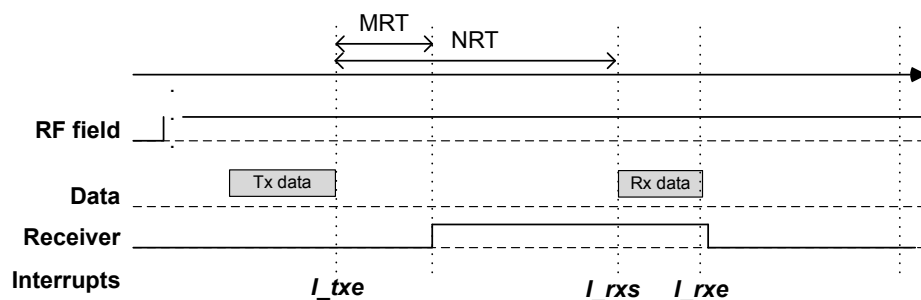 MRT
NRT
RF field
Tx data
Rx data
Data
Receiver
Interrupts
I_txe
I_rxs
I_rxe